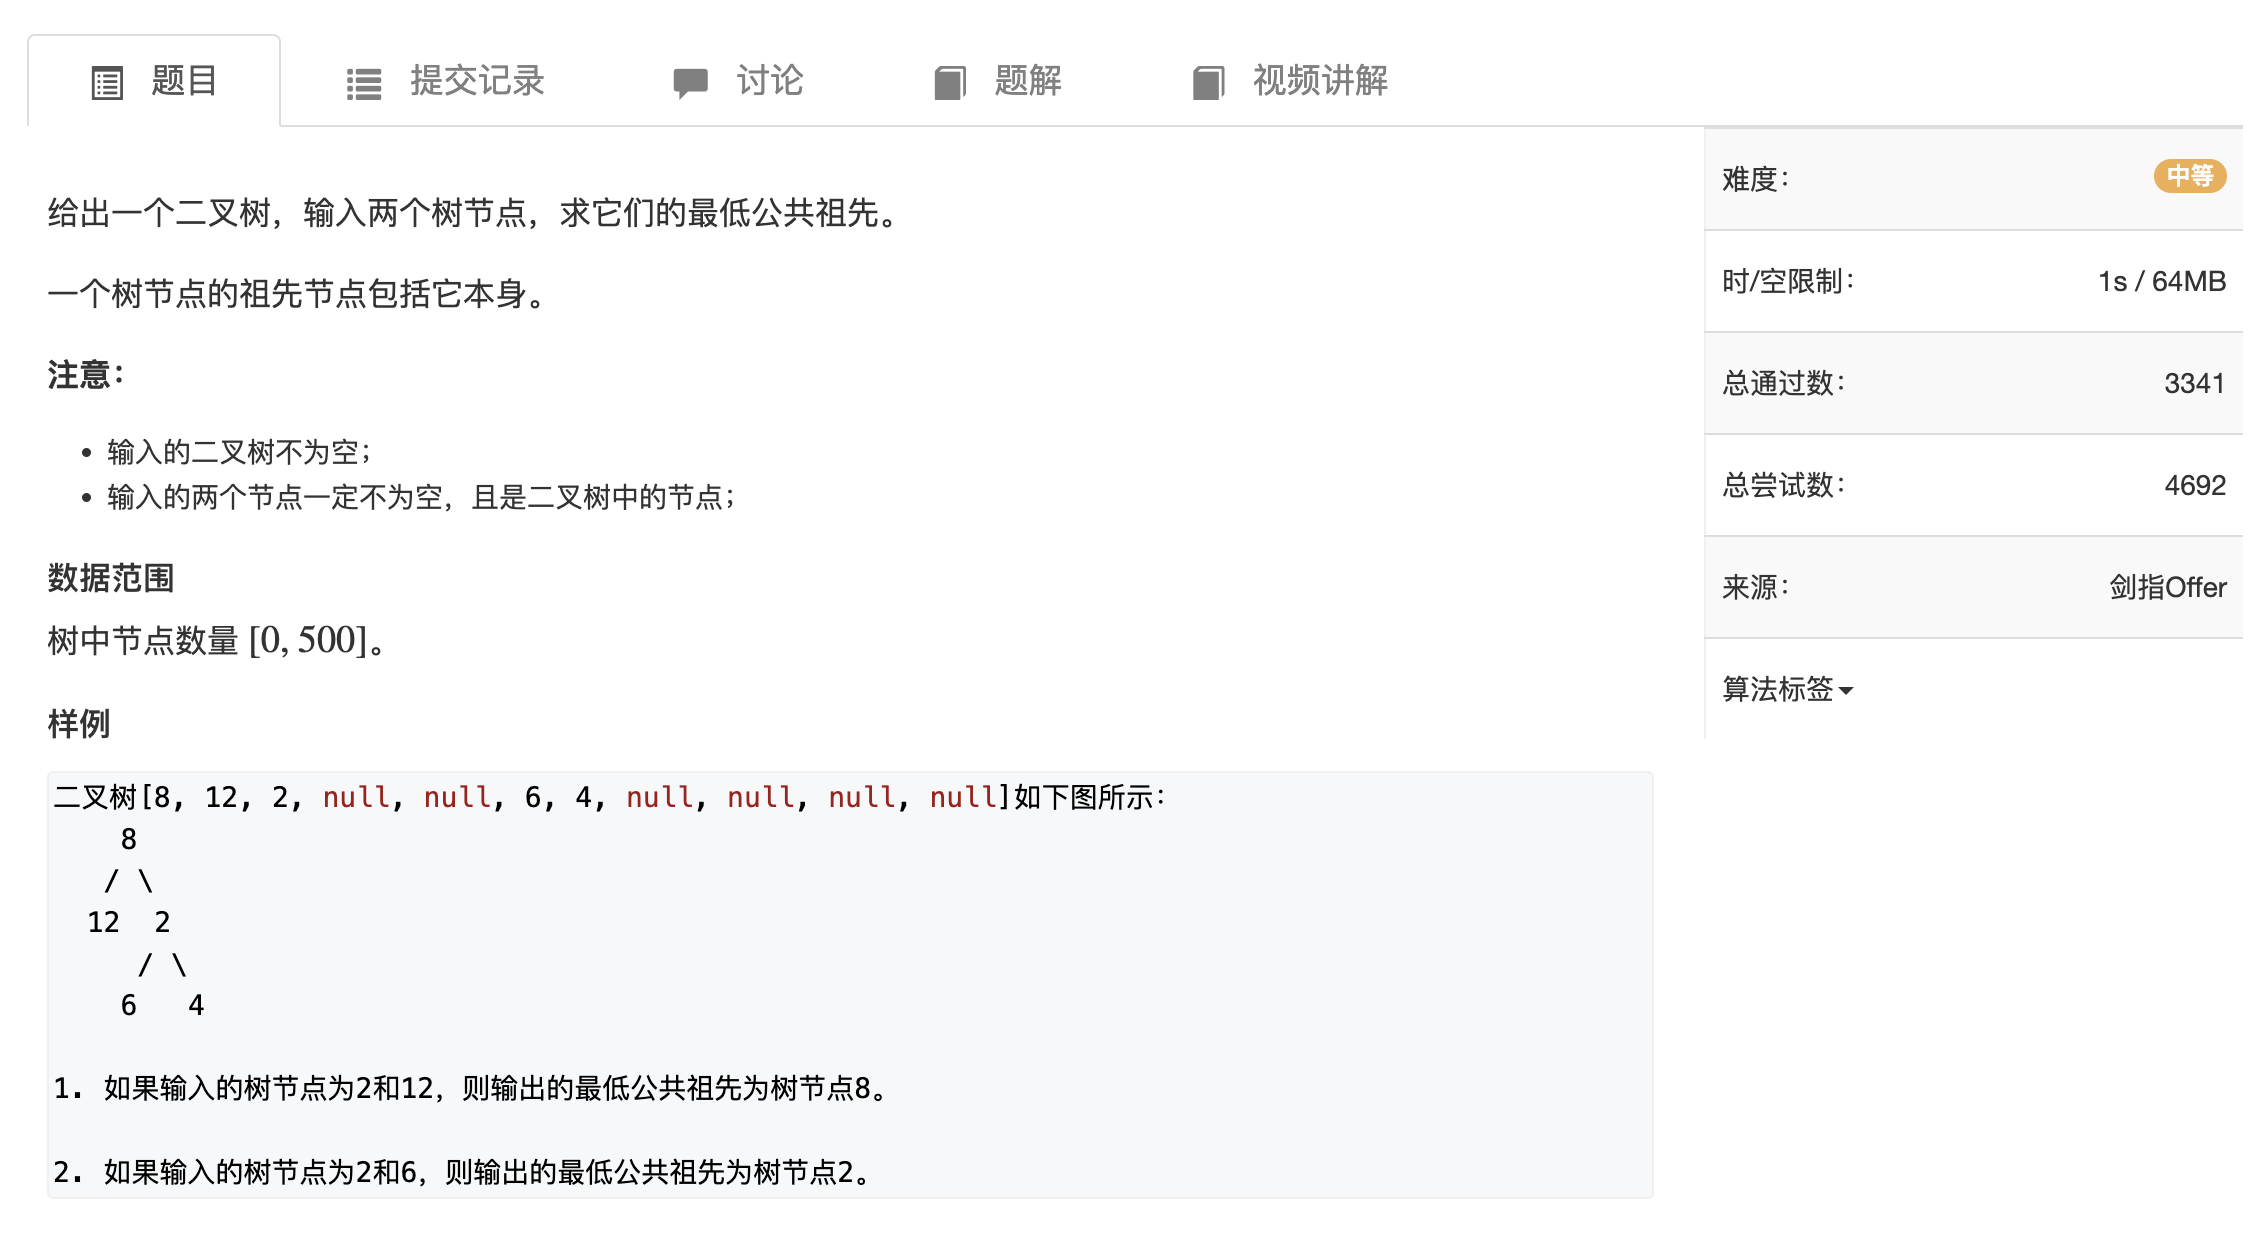 题目 提交记录 讨论 题解 视频讲解
给出一个二叉树，输入两个树节点，求它们的最低公共祖先。
一个树节点的祖先节点包括它本身。
注意：
• 输入的二叉树不为空；
• 输入的两个节点一定不为空，且是二叉树中的节点；
数据范围
树中节点数量 [0, 500]。
样例
二叉树[8, 12, 2, null, null, 6, 4, null, null, null, null]如下图所示：
    8
   / \
  12  2
     / \
    6   4
1. 如果输入的树节点为2和12，则输出的最低公共祖先为树节点8。
2. 如果输入的树节点为2和6，则输出的最低公共祖先为树节点2。
难度： 中等
时/空限制： 1s / 64MB
总通过数： 3341
总尝试数： 4692
来源： 剑指Offer
算法标签